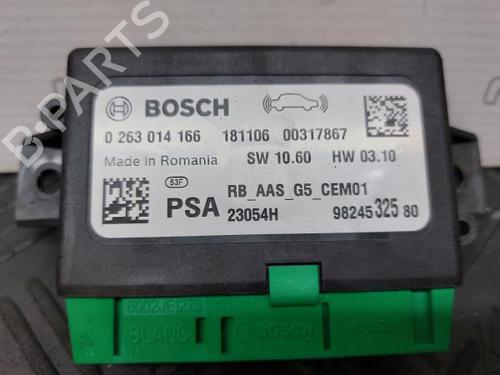 BOSCH
0 263 014 166 181106 00317867
Made in Romania SW 10.60 HW 03.10
53F
RB_AAS_G5_CEM01
PSA 23054H 98245 325 80
6002JE1273
BLANC BOSCH
B-PARTS